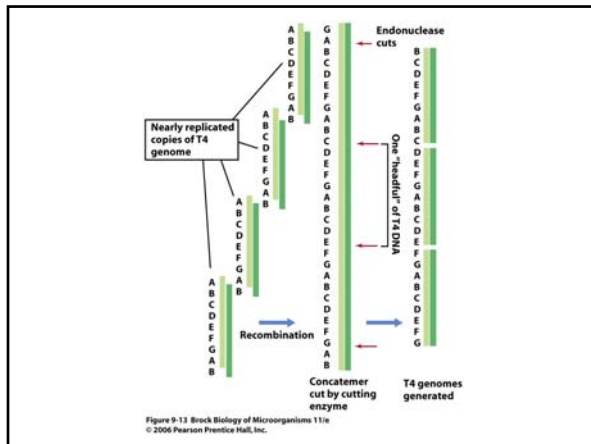 A
B
C
D
E
F
G
A
B
A
B
C
D
E
F
G
A
B
A
B
C
D
E
F
G
A
B
A
B
C
D
E
F
G
A
B
Nearly replicated
copies of T4
genome
Recombination
G
A
B
C
D
E
F
G
A
B
C
D
E
F
G
A
B
C
D
E
F
G
A
B
C
D
E
F
G
A
B
Concatemer
cut by cutting
enzyme
Endonuclease
cuts
One "headful" of T4 DNA
B
C
D
E
F
G
A
B
C
D
E
F
G
A
B
C
D
E
F
G
A
B
C
D
E
F
G
T4 genomes
generated
Figure 9-13 Brock Biology of Microorganisms 11/e
© 2006 Pearson Prentice Hall, Inc.